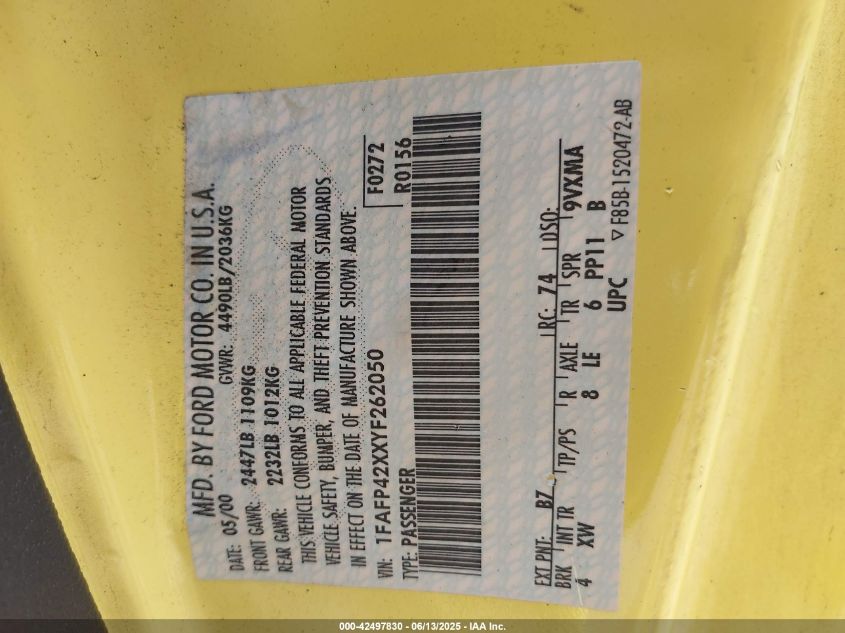 MFD. BY FORD MOTOR CO. IN U.S.A.
DATE: 05/00 GVWR: 4490LB/2036KG
FRONT GAWR: 2447LB 1109KG
REAR GAWR: 2232LB 1012KG
THIS VEHICLE CONFORMS TO ALL APPLICABLE FEDERAL MOTOR
VEHICLE SAFETY, BUMPER, AND THEFT PREVENTION STANDARDS
IN EFFECT ON THE DATE OF MANUFACTURE SHOWN ABOVE.
VIN: 1FAFP42XXYF262050 F0272
TYPE: PASSENGER R0156
EXT PNT: BZ RC: 74 DSO:
BRK INT TR TP/PS R AXLE TR SPR 9VXMA
4 XW 8 LE 6 PP11 B
UPC ▽ F85B-1520472-AB
000-42497830 - 06/13/2025 - IAA Inc.